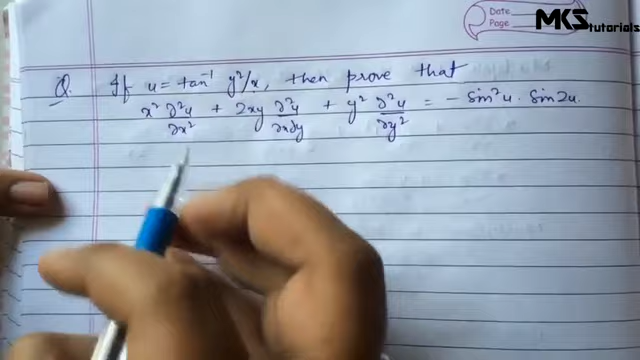 Date
Page
MKS tutorials
Q. If u = tan⁻¹ y²/x, then prove that
x² ∂²u/∂x² + 2xy ∂²u/∂x∂y + y² ∂²u/∂y² = - sin²u . sin2u.